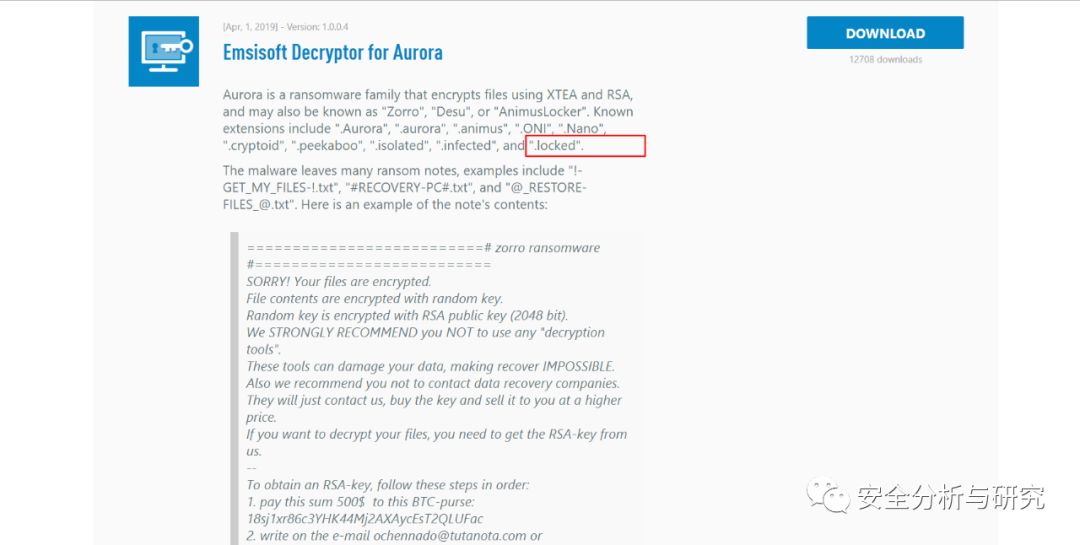 [Apr, 1, 2019] - Version: 1.0.0.4
Emsisoft Decryptor for Aurora
DOWNLOAD
12708 downloads
Aurora is a ransomware family that encrypts files using XTEA and RSA,
and may also be known as "Zorro", "Desu", or "AnimusLocker". Known
extensions include ".Aurora", ".aurora", ".animus", ".ONI", ".Nano",
".cryptoid", ".peekaboo", ".isolated", ".infected", and ".locked".
The malware leaves many ransom notes, examples include "!-
GET_MY_FILES-!.txt", "#RECOVERY-PC#.txt", and "@_RESTORE-
FILES_@.txt". Here is an example of the note's contents:
==========================# zorro ransomware
#==========================
SORRY! Your files are encrypted.
File contents are encrypted with random key.
Random key is encrypted with RSA public key (2048 bit).
We STRONGLY RECOMMEND you NOT to use any "decryption
tools".
These tools can damage your data, making recover IMPOSSIBLE.
Also we recommend you not to contact data recovery companies.
They will just contact us, buy the key and sell it to you at a higher
price.
If you want to decrypt your files, you need to get the RSA-key from
us.
--
To obtain an RSA-key, follow these steps in order:
1. pay this sum 500$ to this BTC-purse:
18sj1xr86c3YHK44Mj2AXAycEsT2QLUFac
2. write on the e-mail ochennado@tutanota.com or
安全分析与研究